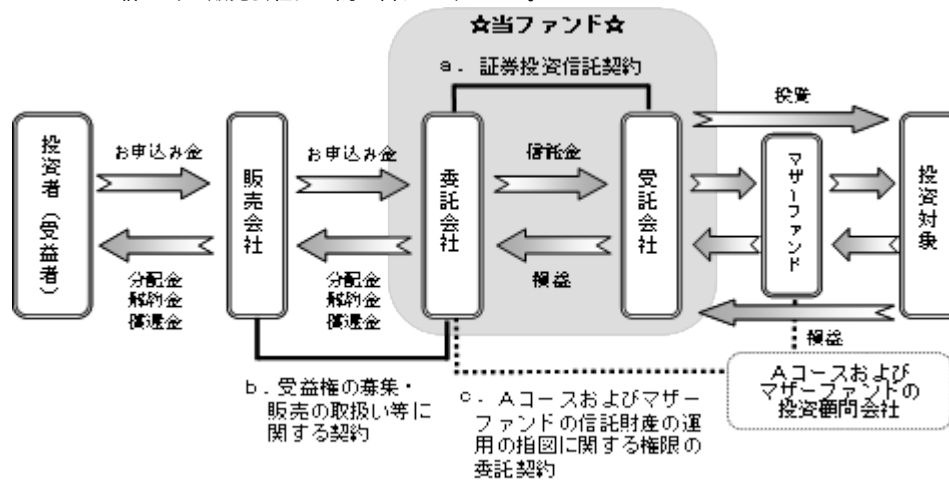 ☆当ファンド☆
a．証券投資信託契約
投資
投資者（受益者）
お申込み金
販売会社
お申込み金
委託会社
信託金
受託会社
マザーファンド
投資対象
分配金
解約金
償還金
分配金
解約金
償還金
損益
損益
b．受益権の募集・
販売の取扱い等に
関する契約
c．Aコースおよびマザー
ファンドの信託財産の運
用の指図に関する権限の
委託契約
Aコースおよび
マザーファンドの
投資顧問会社